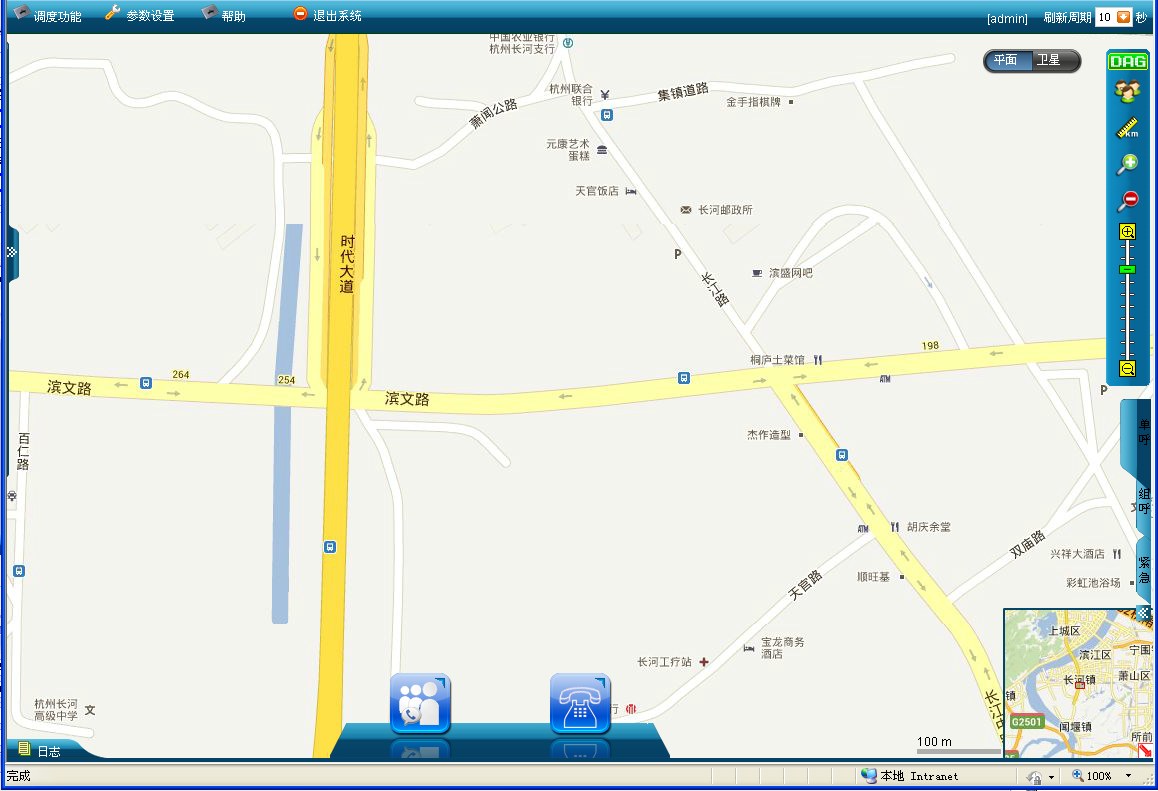 调度功能 参数设置 帮助 退出系统 [admin] 刷新周期 10 秒
中国农业银行
杭州长河支行
平面 卫星
DAG
km
杭州联合
银行
集镇道路
金手指棋牌
萧闻公路
元康艺术
蛋糕
天官饭店
长河邮政所
时代大道
P
滨盛网吧
长江路
桐庐土菜馆
198
264
254
滨文路
滨文路
ATM
P
单呼
杰作造型
百仁路
组呼
文
ATM
胡庆余堂
双庙路
兴祥大酒店
紧急
顺旺基
彩虹池浴场
天官路
上城区
宝龙商务
酒店
滨江区
宁围
长河工疗站
长河镇
萧山区
镇
杭州长河
高级中学
文
行
G2501
闻堰镇
所前
100 m
日志
完成
本地 Intranet
100%